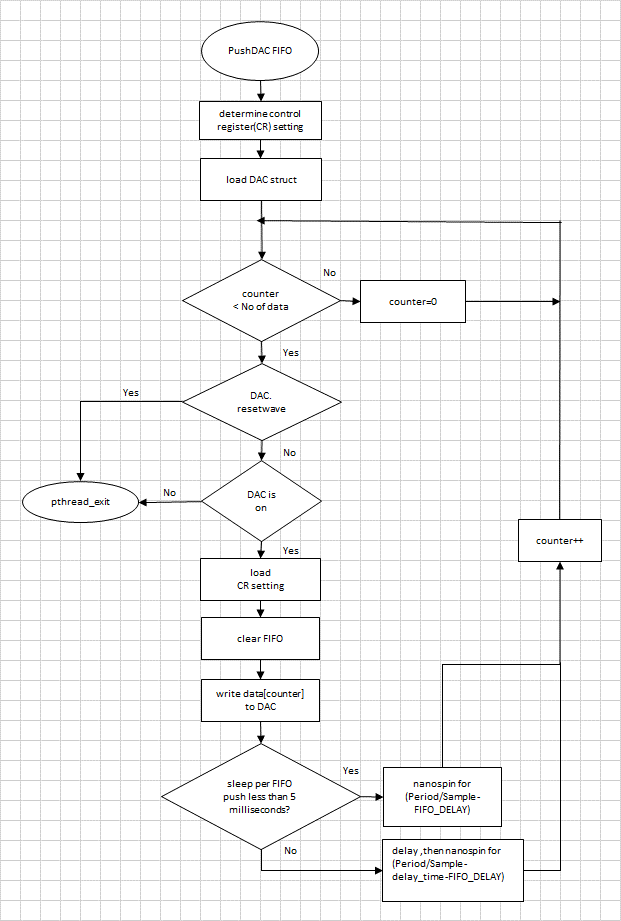 PushDAC FIFO
determine control
register(CR) setting
load DAC struct
counter
< No of data
No
counter=0
Yes
DAC.
resetwave
Yes
No
pthread_exit
No
DAC is
on
Yes
counter++
load
CR setting
clear FIFO
write data[counter]
to DAC
sleep per FIFO
push less than 5
milliseconds?
Yes
nanospin for
(Period/Sample-
FIFO_DELAY)
No
delay ,then nanospin for
(Period/Sample-
delay_time-FIFO_DELAY)